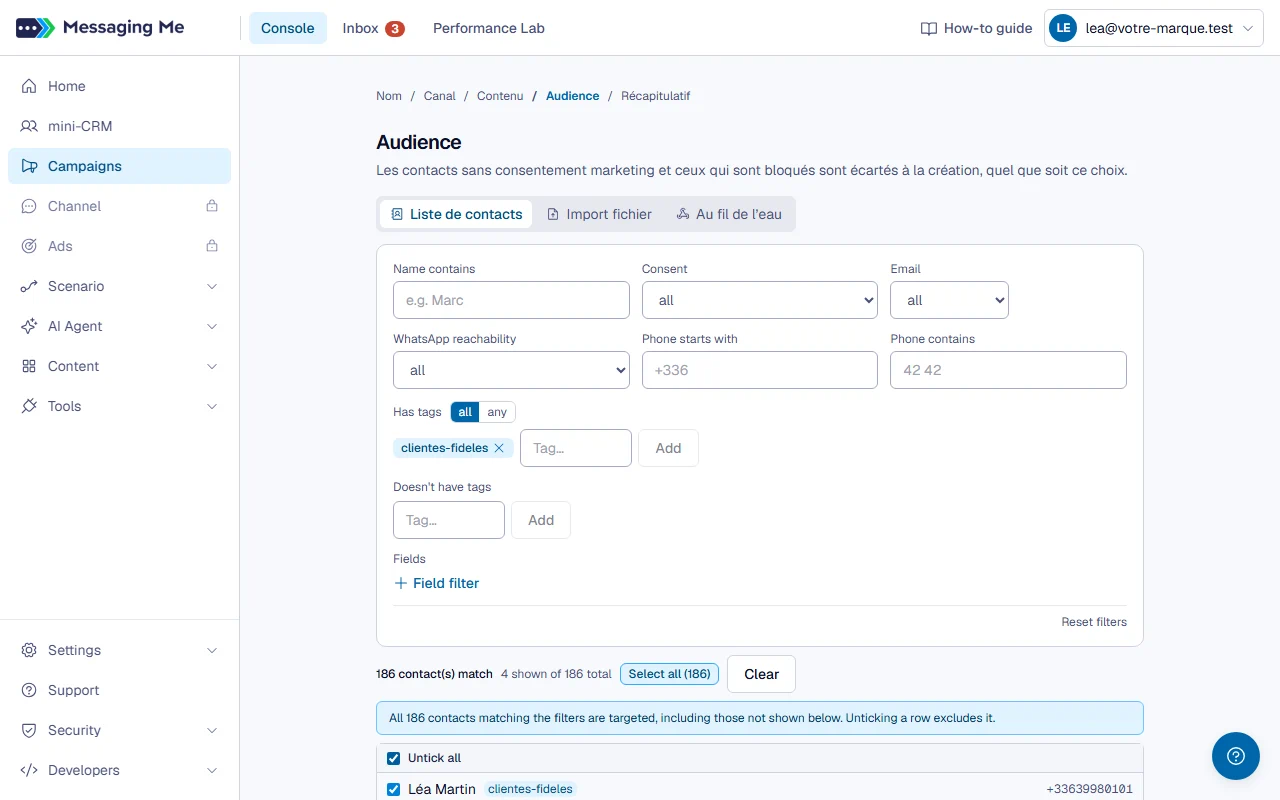 Messaging Me
Console
Inbox 3
Performance Lab
How-to guide
LE lea@votre-marque.test
Home
mini-CRM
Campaigns
Channel
Ads
Scenario
AI Agent
Content
Tools
Settings
Support
Security
Developers
Nom / Canal / Contenu / Audience / Récapitulatif
Audience
Les contacts sans consentement marketing et ceux qui sont bloqués sont écartés à la création, quel que soit ce choix.
Liste de contacts
Import fichier
Au fil de l'eau
Name contains
Consent
Email
e.g. Marc
all
all
WhatsApp reachability
Phone starts with
Phone contains
all
+336
42 42
Has tags all any
clientes-fideles Tag... Add
Doesn't have tags
Tag... Add
Fields
Field filter
Reset filters
186 contact(s) match 4 shown of 186 total Select all (186) Clear
All 186 contacts matching the filters are targeted, including those not shown below. Unticking a row excludes it.
Untick all
Léa Martin clientes-fideles +33639980101